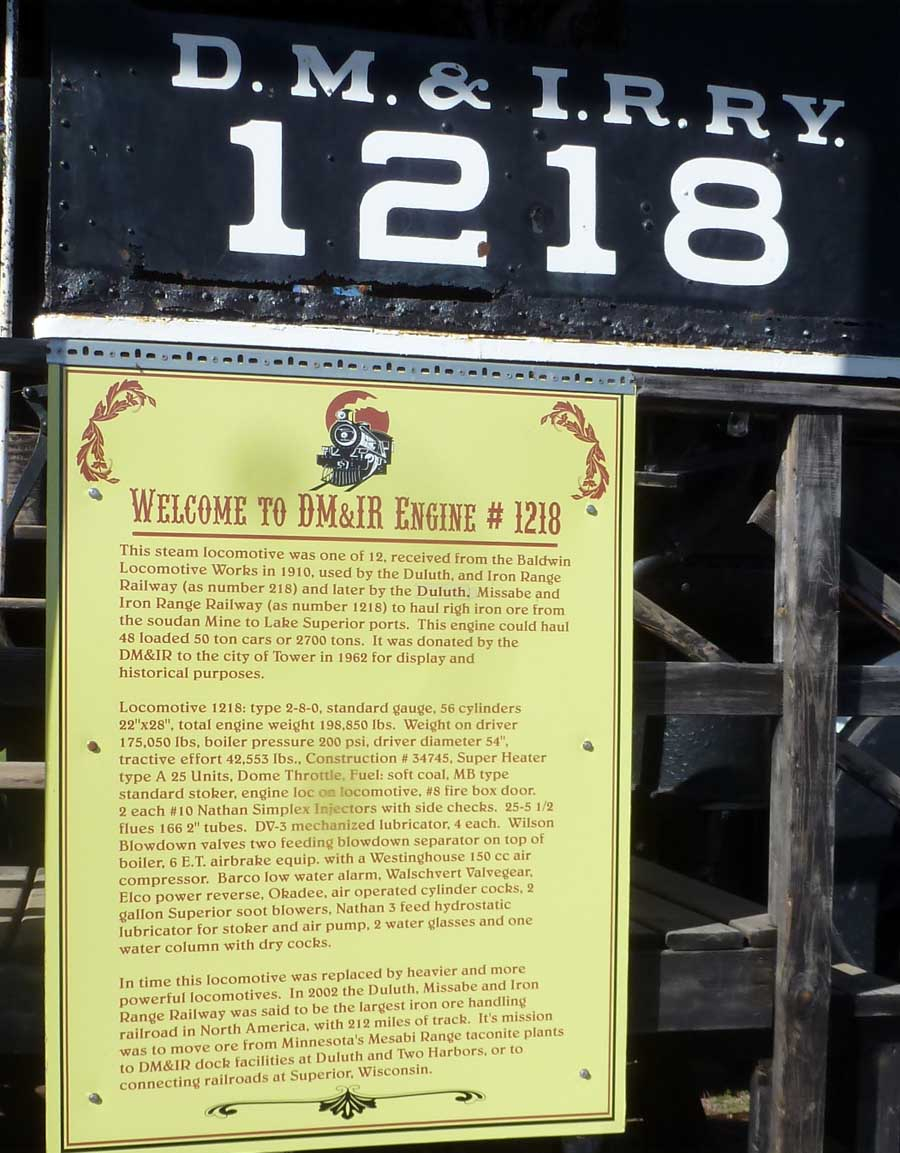 D.M.& I.R.RY.
1218
WELCOME TO DM&IR ENGINE # 1218
This steam locomotive was one of 12, received from the Baldwin
Locomotive Works in 1910, used by the Duluth, and Iron Range
Railway (as number 218) and later by the Duluth, Missabe and
Iron Range Railway (as number 1218) to haul righ iron ore from
the soudan Mine to Lake Superior ports. This engine could haul
48 loaded 50 ton cars or 2700 tons. It was donated by the
DM&IR to the city of Tower in 1962 for display and
historical purposes.
Locomotive 1218: type 2-8-0, standard gauge, 56 cylinders
22"x28", total engine weight 198,850 lbs. Weight on driver
175,050 lbs, boiler pressure 200 psi, driver diameter 54",
tractive effort 42,553 lbs., Construction # 34745, Super Heater
type A 25 Units, Dome Throttle, Fuel: soft coal, MB type
standard stoker, engine loc on locomotive, #8 fire box door.
2 each #10 Nathan Simplex Injectors with side checks. 25-5 1/2
flues 166 2" tubes. DV-3 mechanized lubricator, 4 each. Wilson
Blowdown valves two feeding blowdown separator on top of
boiler, 6 E.T. airbrake equip. with a Westinghouse 150 cc air
compressor. Barco low water alarm, Walschvert Valvegear,
Elco power reverse, Okadee, air operated cylinder cocks, 2
gallon Superior soot blowers, Nathan 3 feed hydrostatic
lubricator for stoker and air pump, 2 water glasses and one
water column with dry cocks.
In time this locomotive was replaced by heavier and more
powerful locomotives. In 2002 the Duluth, Missabe and Iron
Range Railway was said to be the largest iron ore handling
railroad in North America, with 212 miles of track. It's mission
was to move ore from Minnesota's Mesabi Range taconite plants
to DM&IR dock facilities at Duluth and Two Harbors, or to
connecting railroads at Superior, Wisconsin.